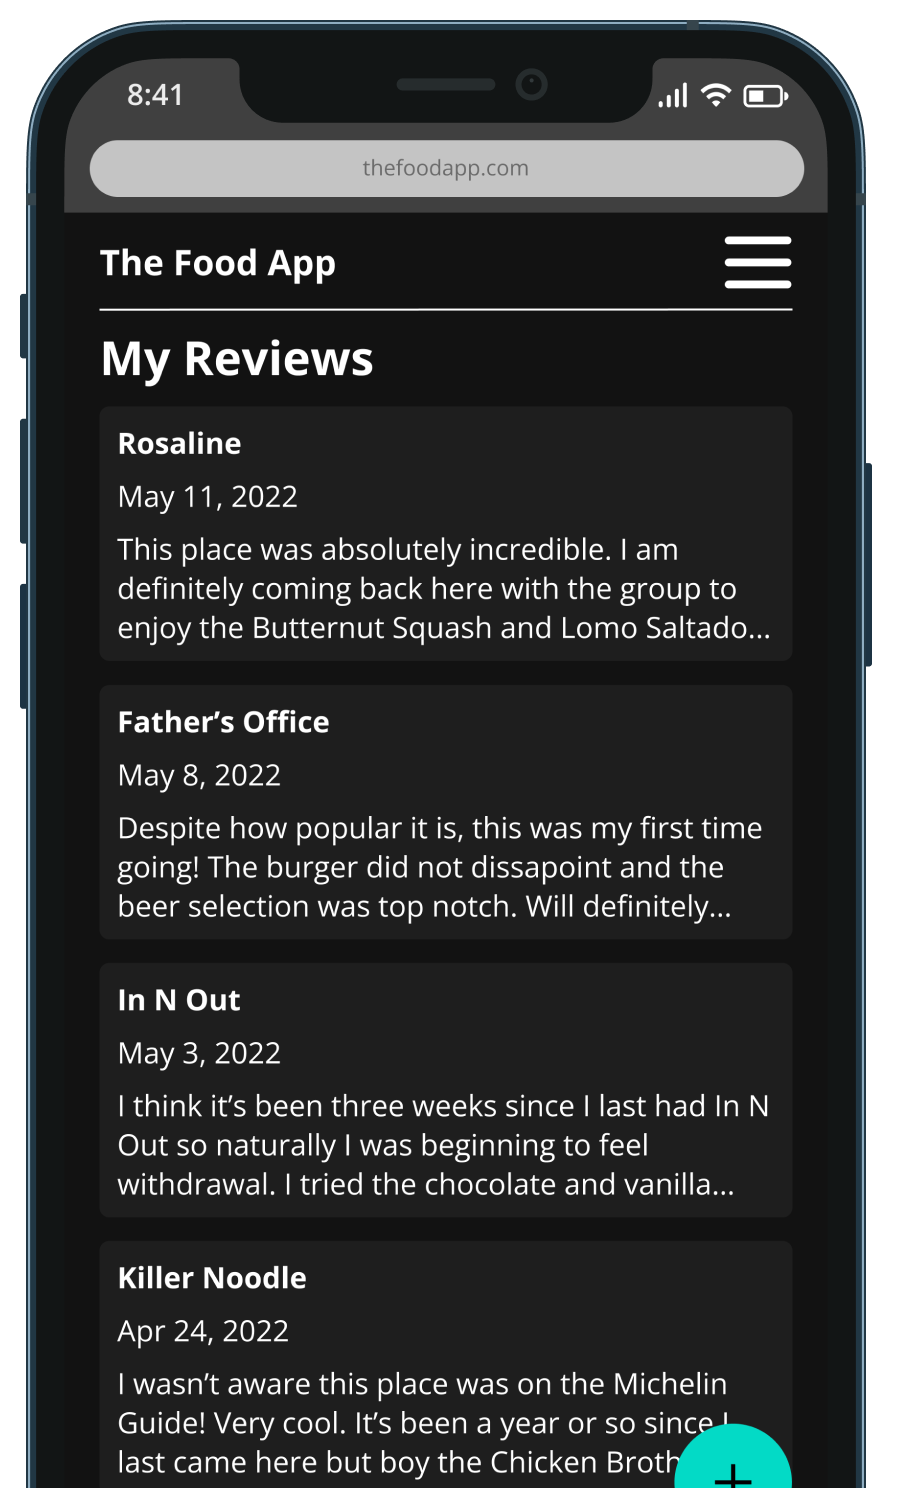 8:41
thefoodapp.com
The Food App
My Reviews
Rosaline
May 11, 2022
This place was absolutely incredible. I am
definitely coming back here with the group to
enjoy the Butternut Squash and Lomo Saltado...
Father’s Office
May 8, 2022
Despite how popular it is, this was my first time
going! The burger did not dissapoint and the
beer selection was top notch. Will definitely...
In N Out
May 3, 2022
I think it’s been three weeks since I last had In N
Out so naturally I was beginning to feel
withdrawal. I tried the chocolate and vanilla...
Killer Noodle
Apr 24, 2022
I wasn’t aware this place was on the Michelin
Guide! Very cool. It’s been a year or so since I
last came here but boy the Chicken Broth
+